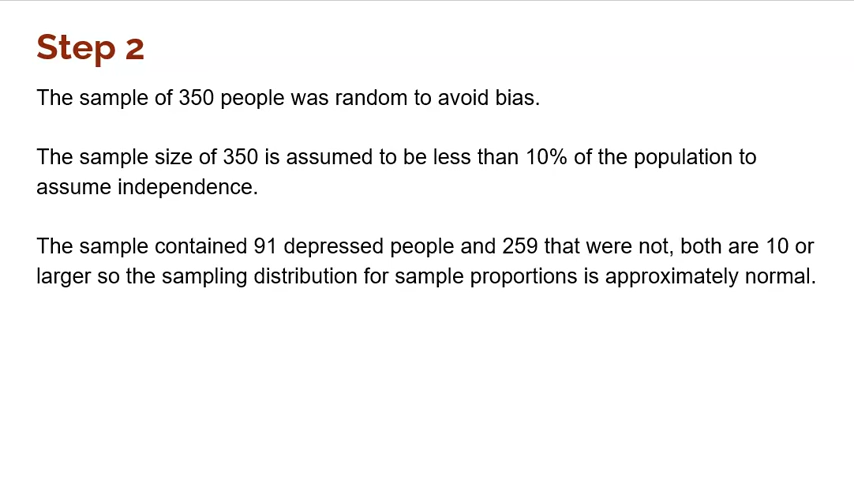 Step 2
The sample of 350 people was random to avoid bias.
The sample size of 350 is assumed to be less than 10% of the population to
assume independence.
The sample contained 91 depressed people and 259 that were not, both are 10 or
larger so the sampling distribution for sample proportions is approximately normal.